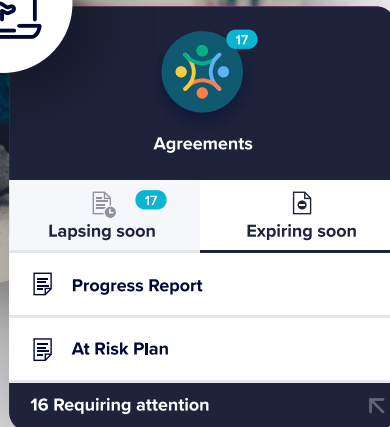 17
Agreements
17
Lapsing soon
Expiring soon
Progress Report
At Risk Plan
16 Requiring attention